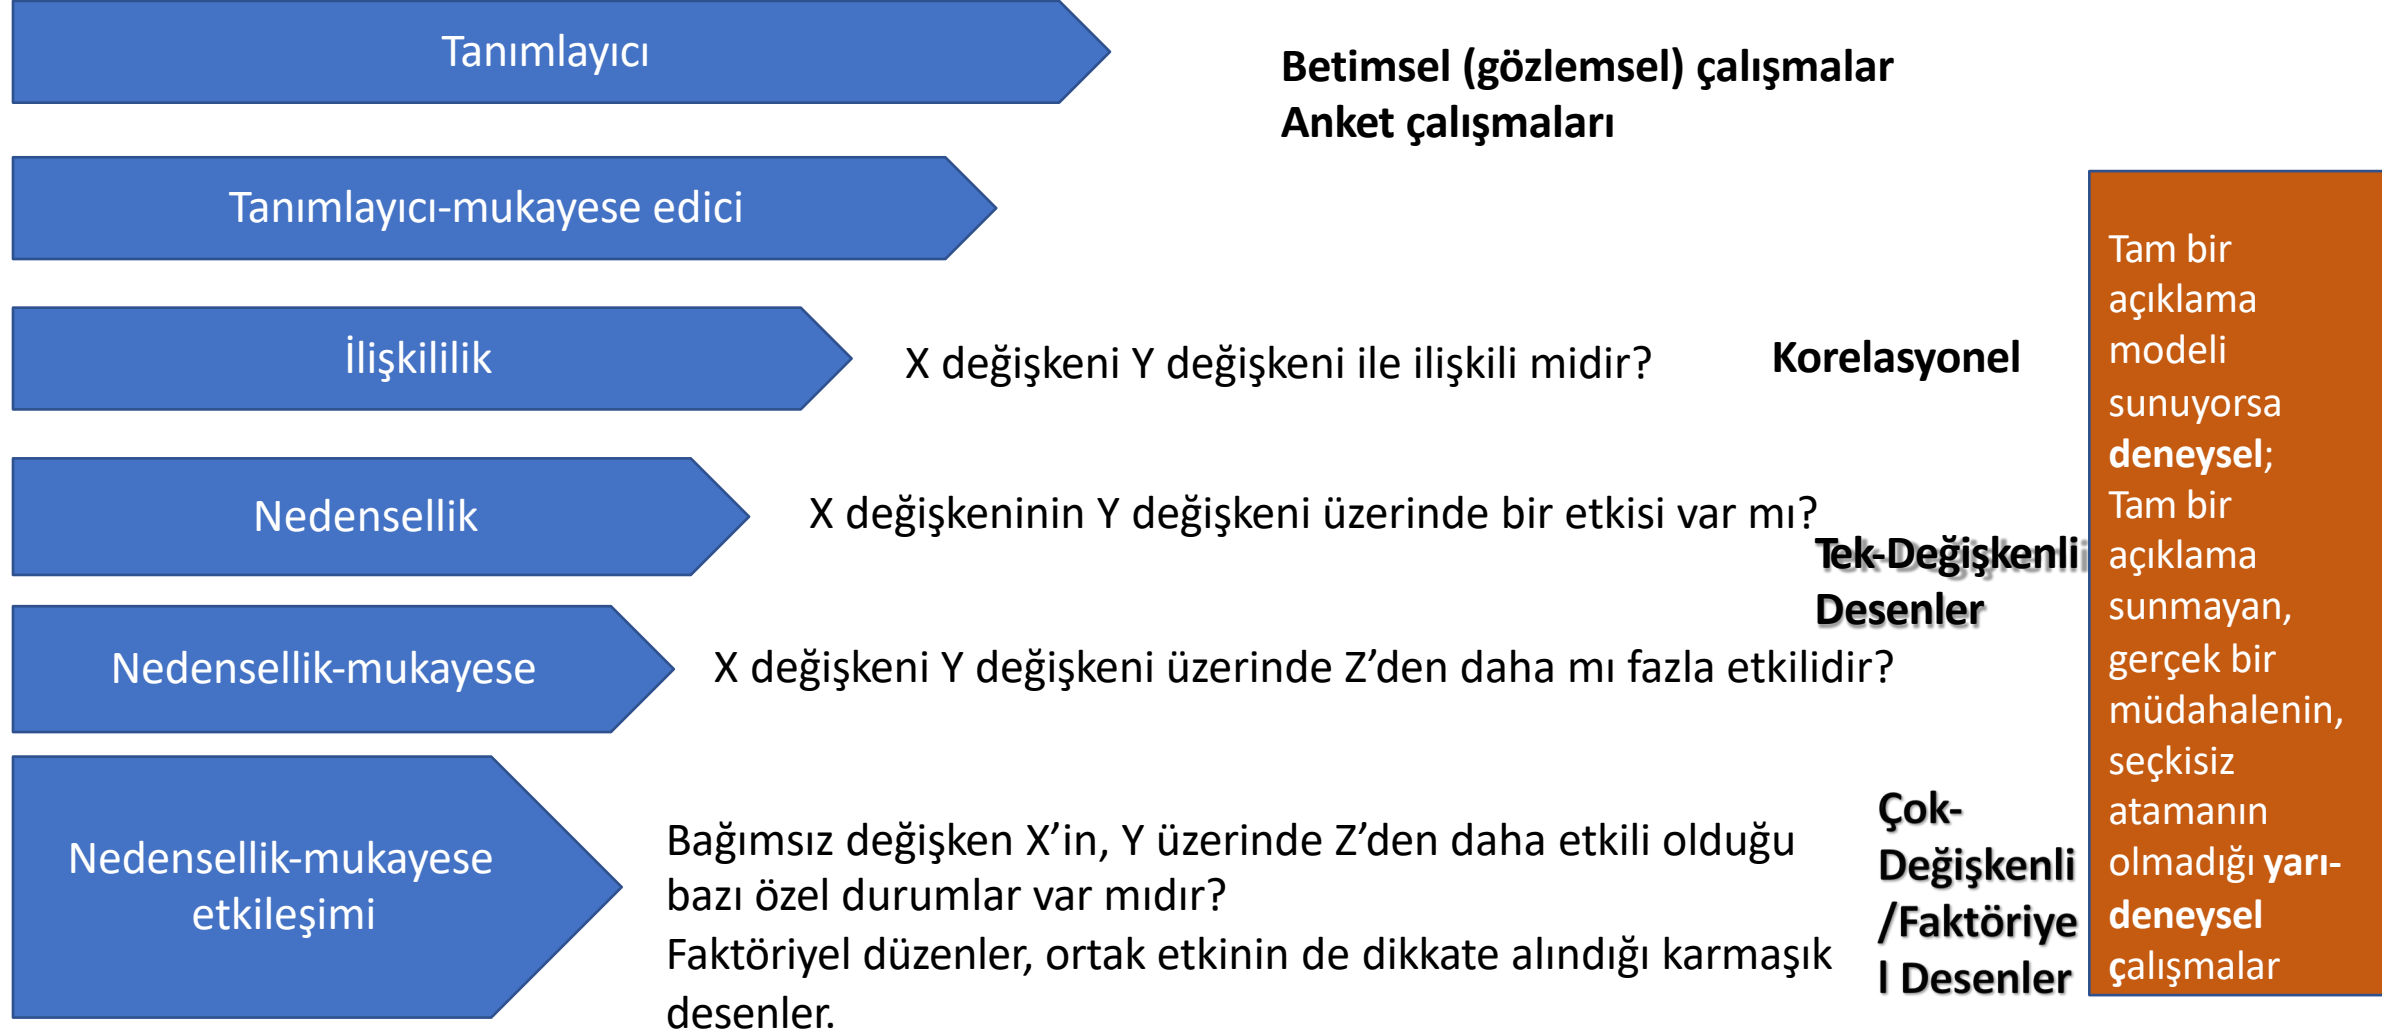 Tanımlayıcı
Betimsel (gözlemsel) çalışmalar
Anket çalışmaları
Tanımlayıcı-mukayese edici
İlişkililik
X değişkeni Y değişkeni ile ilişkili midir?
Korelasyonel
Nedensellik
X değişkeninin Y değişkeni üzerinde bir etkisi var mı?
Tek-Değişkenli
Desenler
Nedensellik-mukayese
X değişkeni Y değişkeni üzerinde Z’den daha mı fazla etkilidir?
Nedensellik-mukayese
etkileşimi
Bağımsız değişken X’in, Y üzerinde Z’den daha etkili olduğu
bazı özel durumlar var mıdır?
Faktöriyel düzenler, ortak etkinin de dikkate alındığı karmaşık
desenler.
Çok-
Değişkenli
/Faktöriye
l Desenler
Tam bir
açıklama
modeli
sunuyorsa
deneysel;
Tam bir
açıklama
sunmayan,
gerçek bir
müdahalenin,
seçkisiz
atamanın
olmadığı yarı-
deneysel
çalışmalar